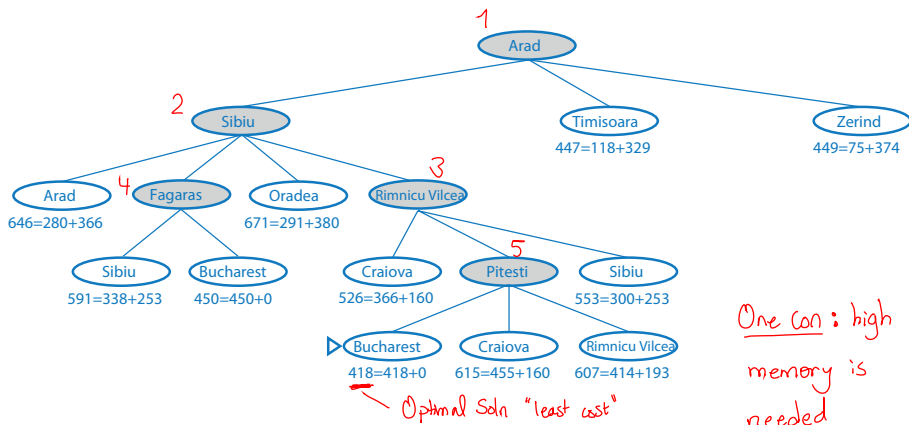 1
Arad
2
Sibiu
Timisoara
Zerind
447=118+329
449=75+374
3
Arad
4
Fagaras
Oradea
Rimnicu Vilcea
646=280+366
671=291+380
5
Sibiu
Bucharest
Craiova
Pitesti
Sibiu
591=338+253
450=450+0
526=366+160
553=300+253
Bucharest
Craiova
Rimnicu Vilcea
418=418+0
615=455+160
607=414+193
Optimal Soln "least cost"
One con: high
memory is
needed